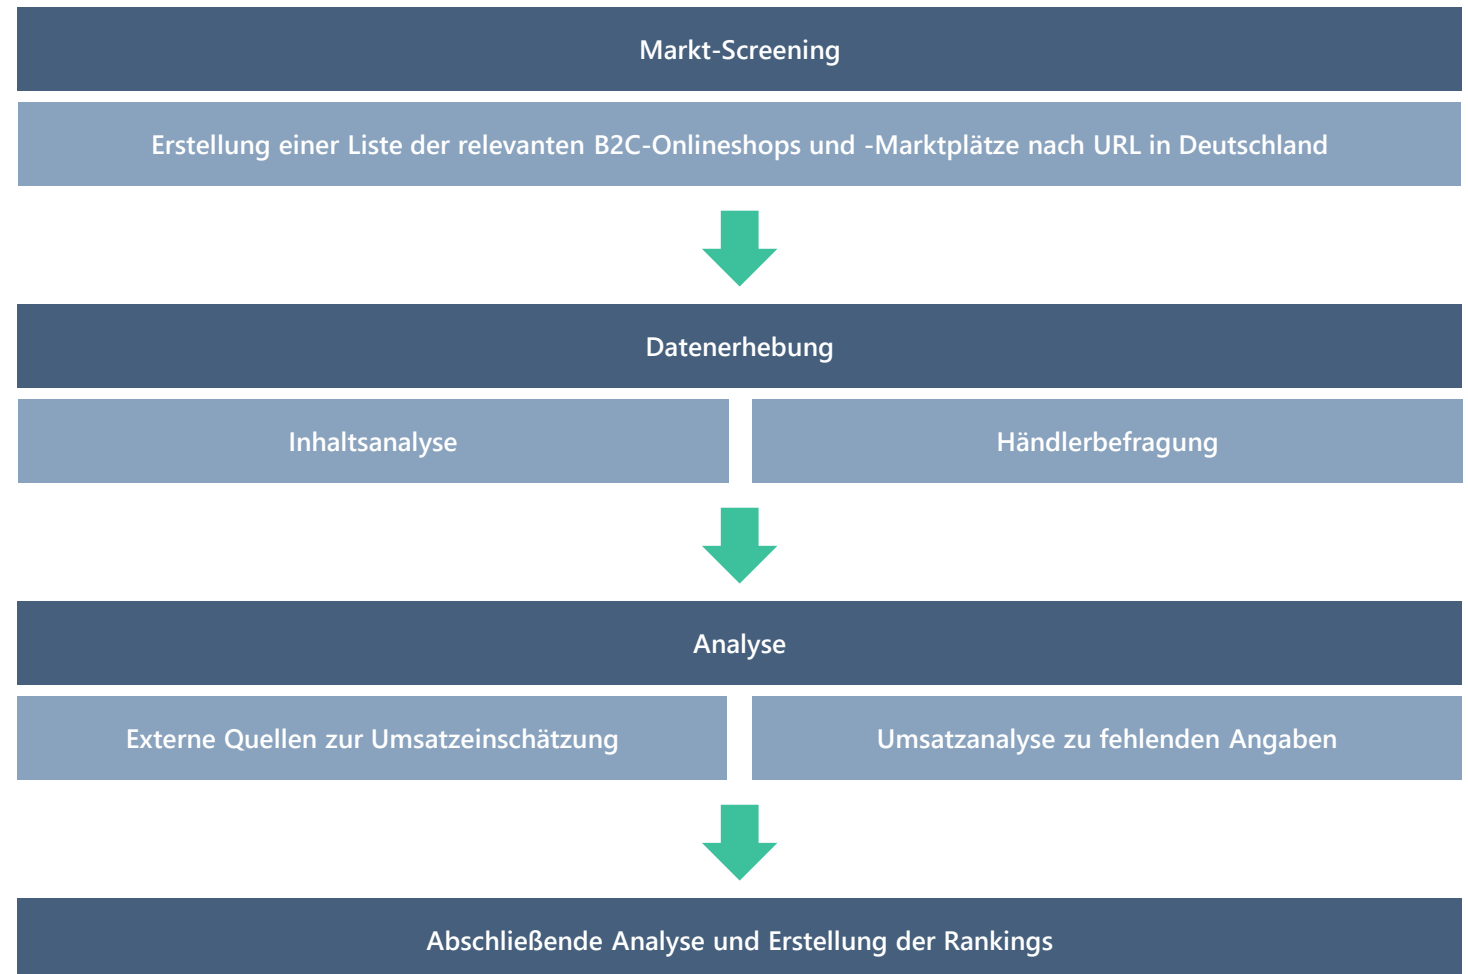 Markt-Screening
Erstellung einer Liste der relevanten B2C-Onlineshops und -Marktplätze nach URL in Deutschland
Datenerhebung
Inhaltsanalyse
Händlerbefragung
Analyse
Externe Quellen zur Umsatzeinschätzung
Umsatzanalyse zu fehlenden Angaben
Abschließende Analyse und Erstellung der Rankings